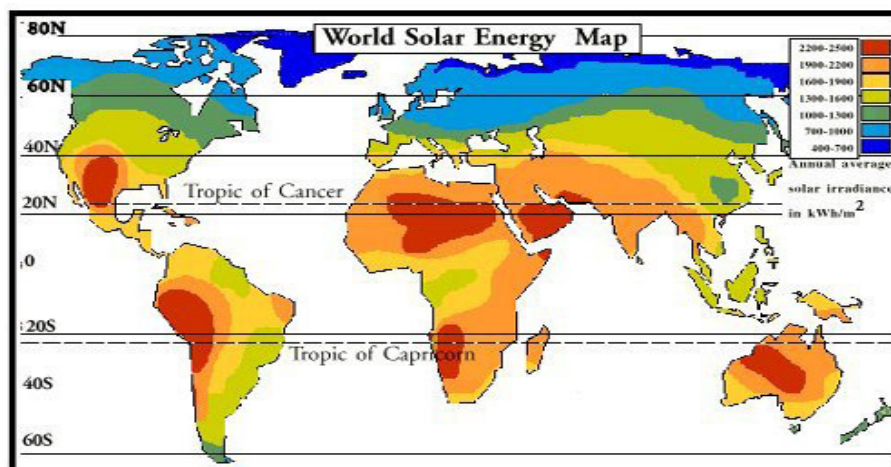 World Solar Energy Map
80N
60N
40N
20N
0
20S
40S
60S
Tropic of Cancer
Tropic of Capricorn
2200-2500
1900-2200
1600-1900
1300-1600
1000-1300
700-1000
400-700
Annual average
solar irradiance
in kWh/m2